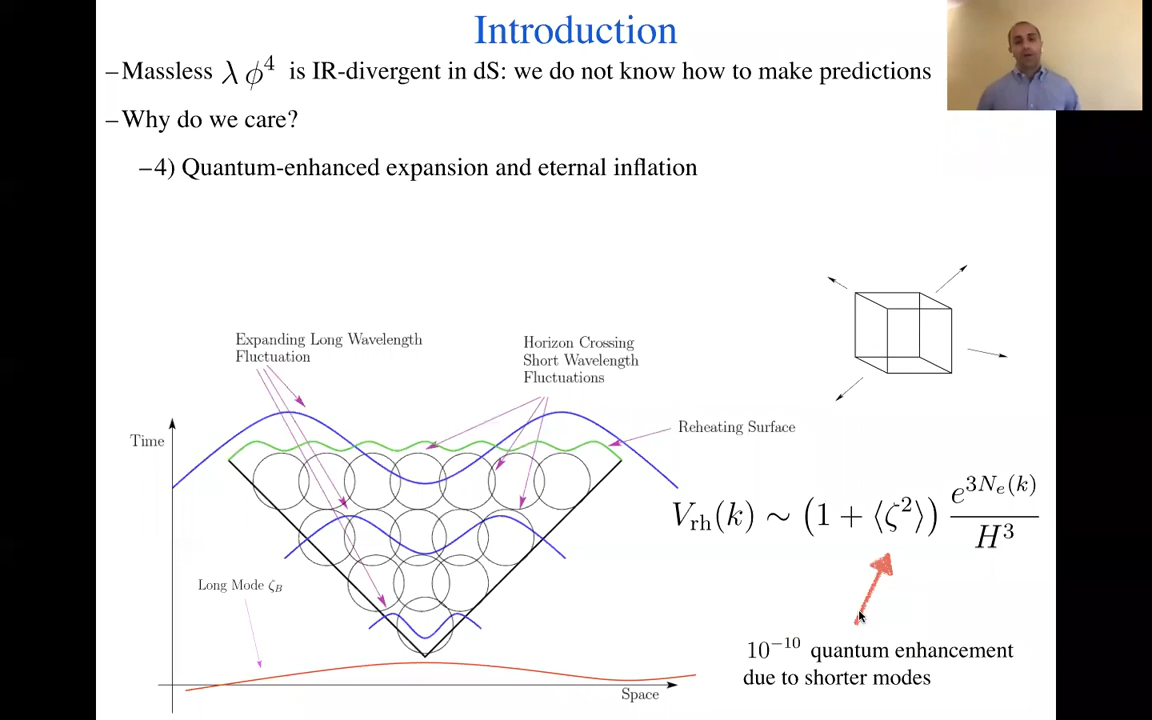 Introduction
–Massless λ ϕ⁴ is IR-divergent in dS: we do not know how to make predictions
–Why do we care?
–4) Quantum-enhanced expansion and eternal inflation
Expanding Long Wavelength
Fluctuation
Horizon Crossing
Short Wavelength
Fluctuations
Time
Reheating Surface
V_rh(k) ∼ (1 + ⟨ζ²⟩) e^{3N_e(k)} / H³
Long Mode ζ_B
10⁻¹⁰ quantum enhancement
due to shorter modes
Space